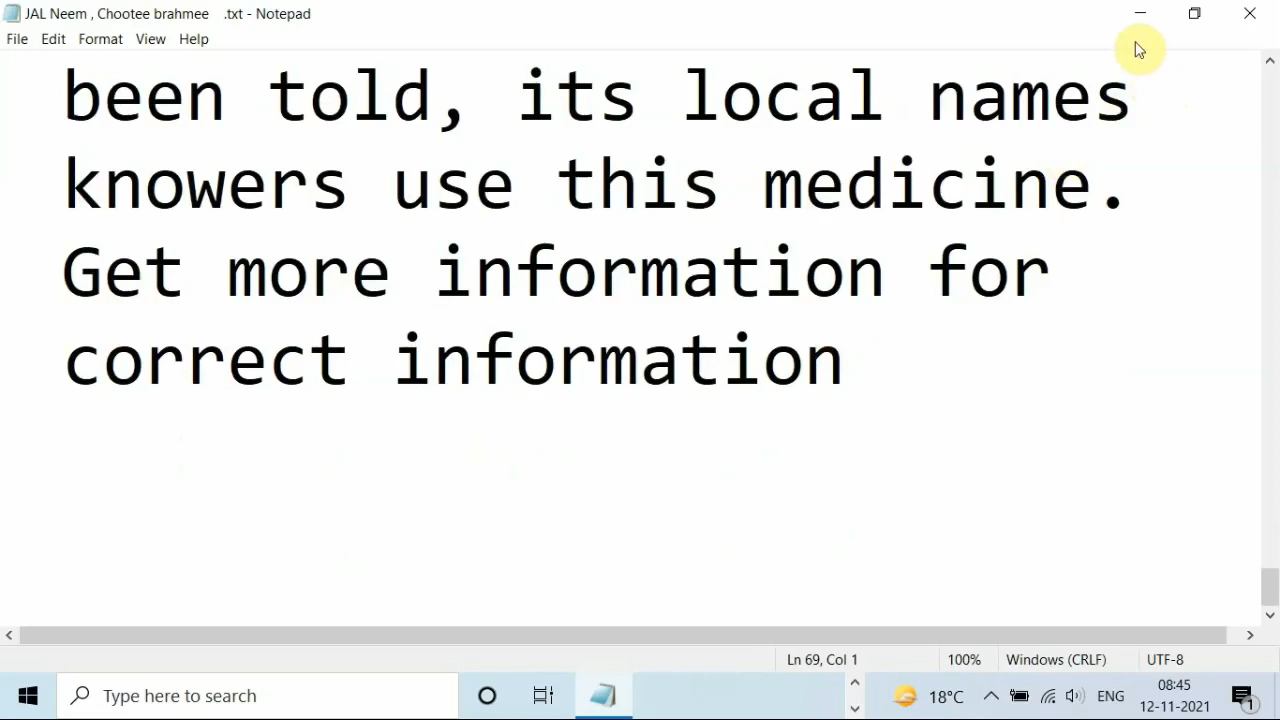 JAL Neem , Chootee brahmee    .txt - Notepad
File Edit Format View Help
been told, its local names
knowers use this medicine.
Get more information for
correct information
Ln 69, Col 1 100% Windows (CRLF) UTF-8
Type here to search 18°C ENG 08:45
12-11-2021 1